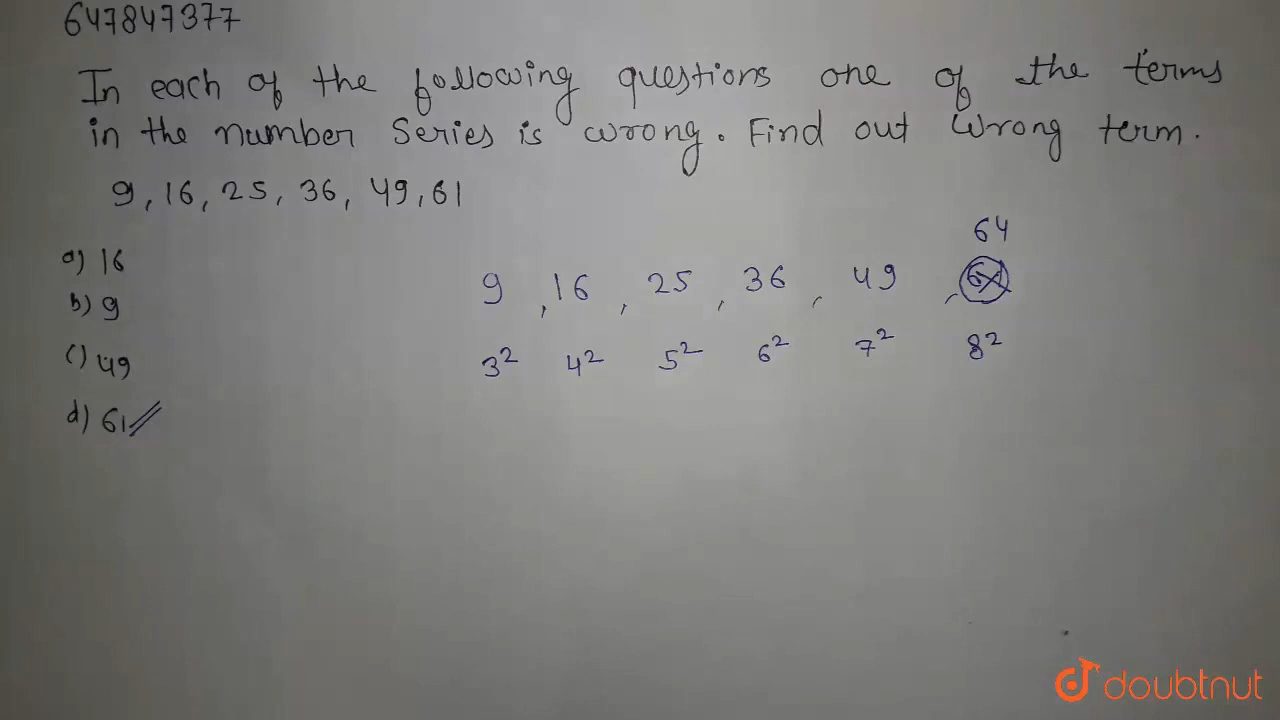 647847377
In each of the following questions one of the terms
in the number Series is wrong. Find out Wrong term.
9, 16, 25, 36, 49, 61
a) 16
b) 9
c) 49
d) 61
64
9, 16, 25, 36, 49,
3² 4² 5² 6² 7² 8²
doubtnut